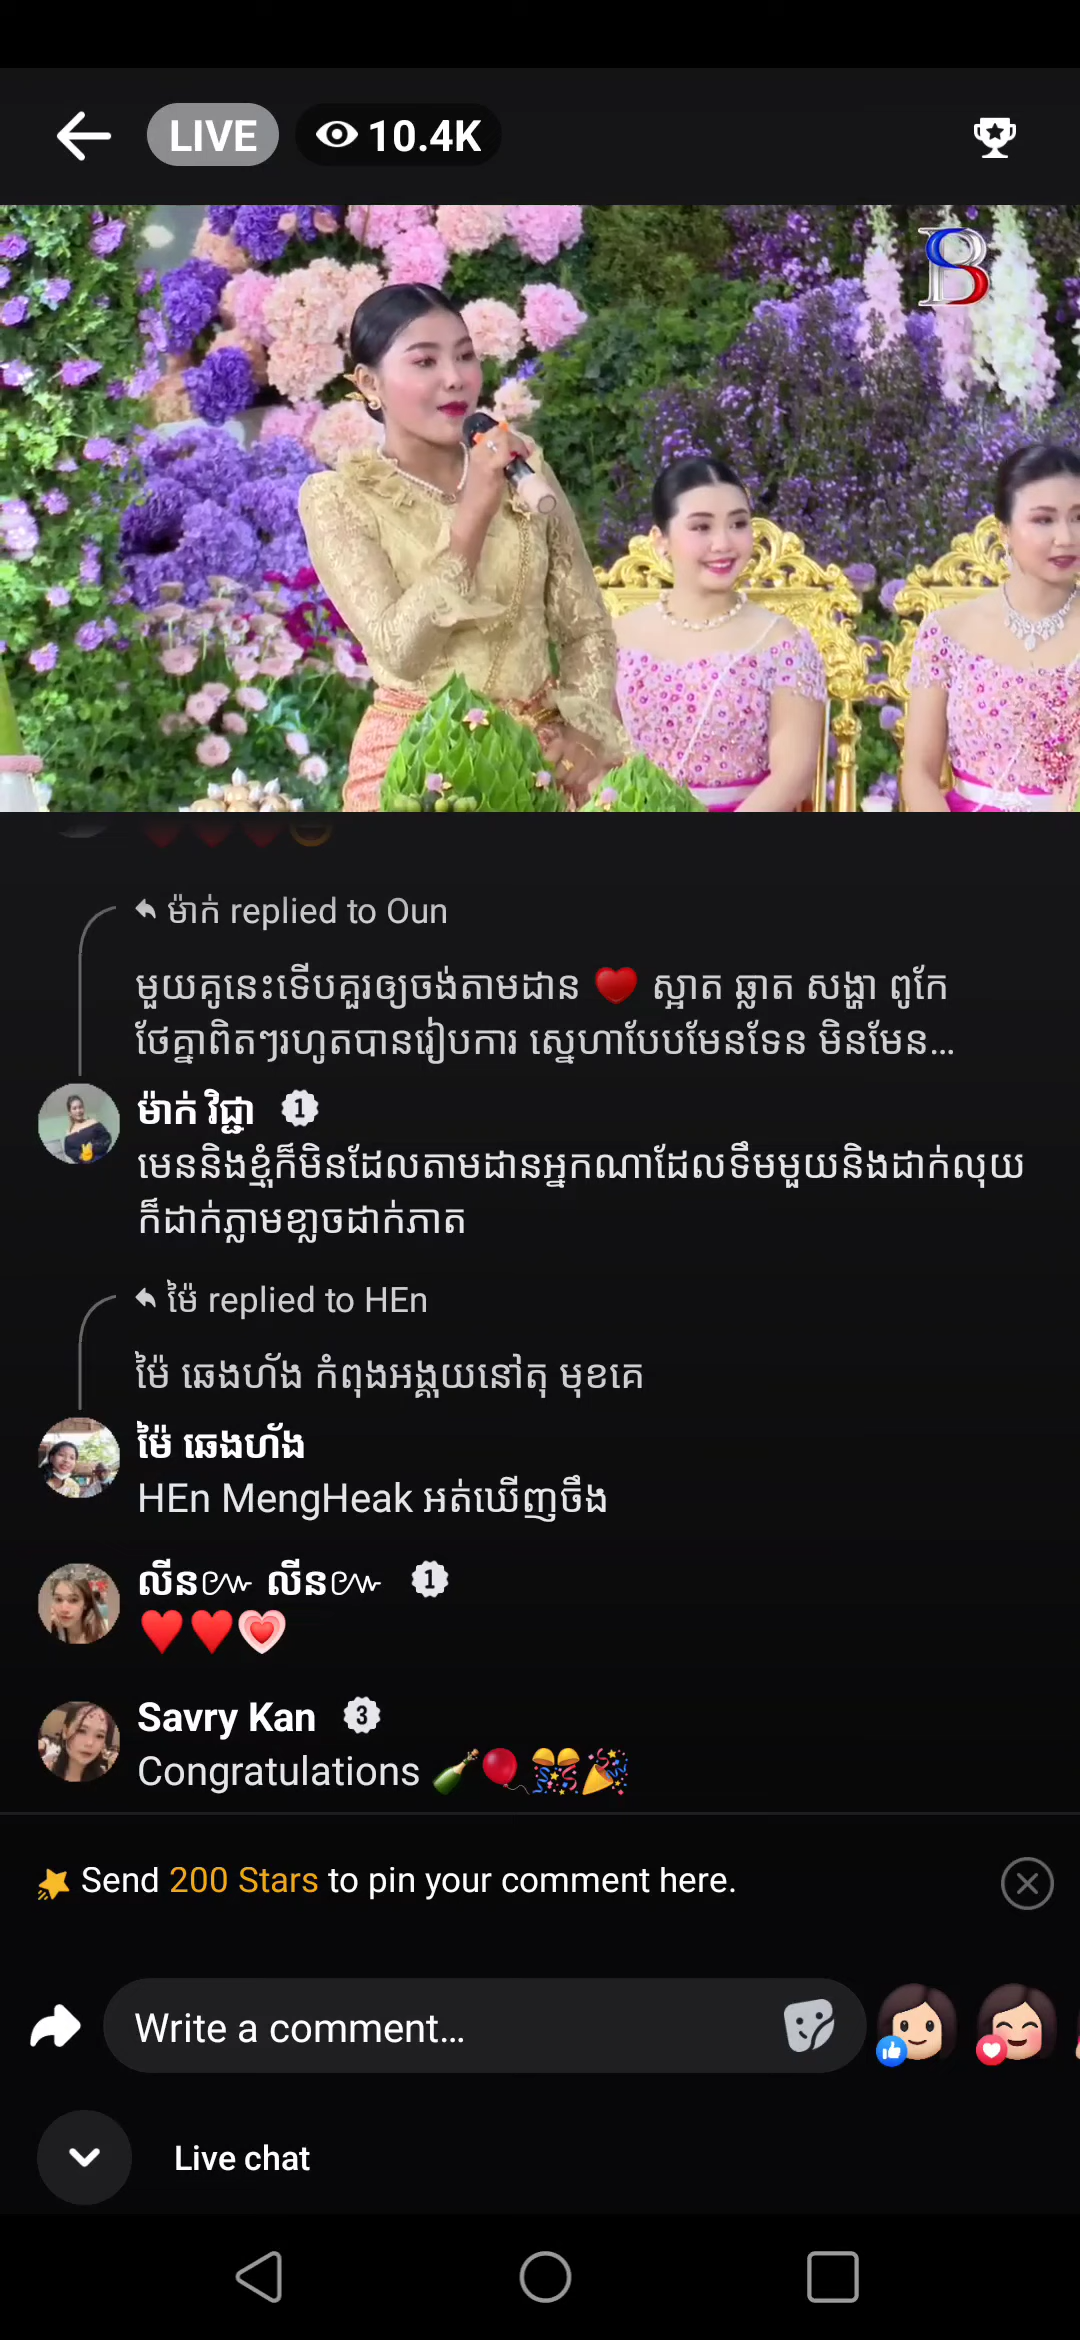 LIVE 10.4K
B
ម៉ាក់ replied to Oun
មួយគូនេះទើបគួរឲ្យចង់តាមដាន ❤️ ស្អាត ឆ្លាត សង្ហា ពូកែ
ថែគ្នាពិតៗរហូតបានរៀបការ ស្នេហាបែបមែនទែន មិនមែន...
ម៉ាក់ វិជ្ជា 1
មេននិងខ្ញុំក៏មិនដែលតាមដានអ្នកណាដែលទឹមមួយនិងដាក់លុយ
ក៏ដាក់ភ្លាមខ្លាចដាក់ភាត
ម៉ៃ replied to HEn
ម៉ៃ ឆេងហ័ង កំពុងអង្គុយនៅតុ មុខគេ
ម៉ៃ ឆេងហ័ង
HEn MengHeak អត់ឃើញចឹង
លីន៚ លីន៚ 1
❤️❤️💗
Savry Kan 3
Congratulations 🍾🎈🎊🎉
Send 200 Stars to pin your comment here.
Write a comment...
Live chat